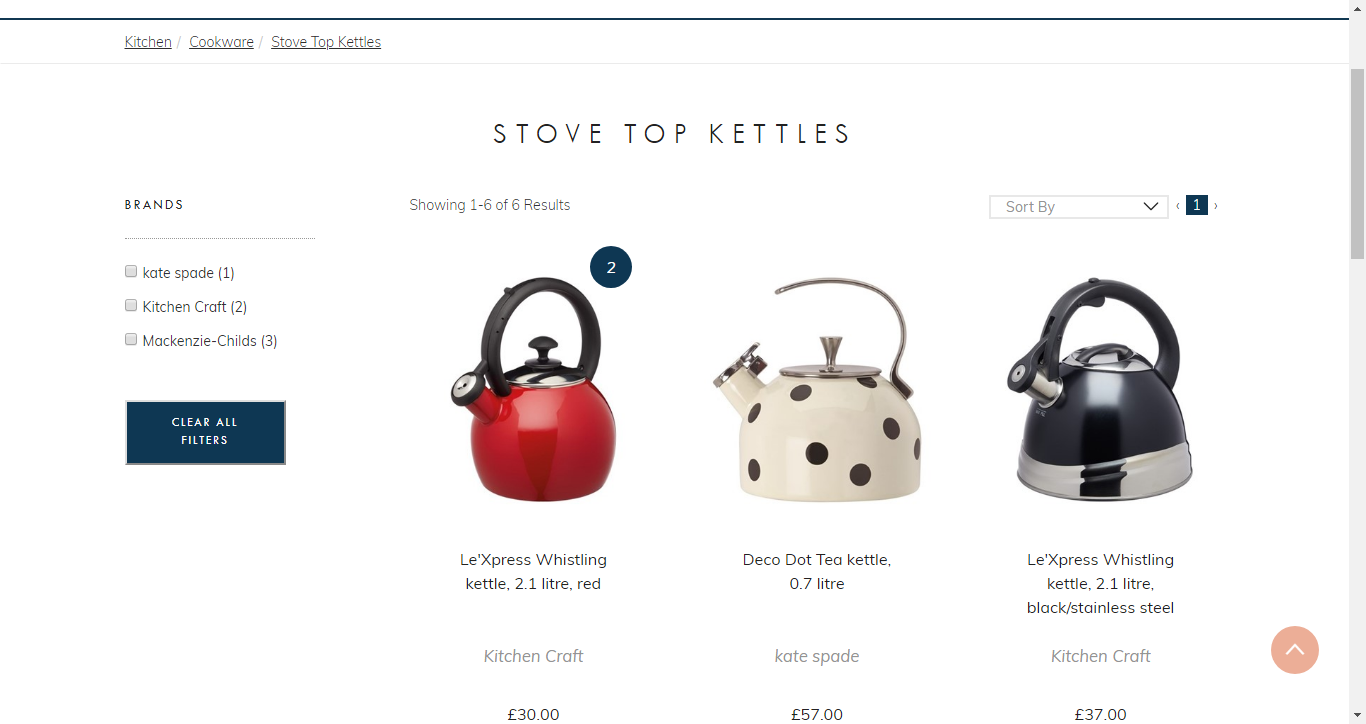 Kitchen / Cookware / Stove Top Kettles
STOVE TOP KETTLES
BRANDS
kate spade (1)
Kitchen Craft (2)
Mackenzie-Childs (3)
CLEAR ALL
FILTERS
Showing 1-6 of 6 Results
Sort By
‹ 1 ›
2
Le'Xpress Whistling
kettle, 2.1 litre, red
Kitchen Craft
£30.00
Deco Dot Tea kettle,
0.7 litre
kate spade
£57.00
Le'Xpress Whistling
kettle, 2.1 litre,
black/stainless steel
Kitchen Craft
£37.00